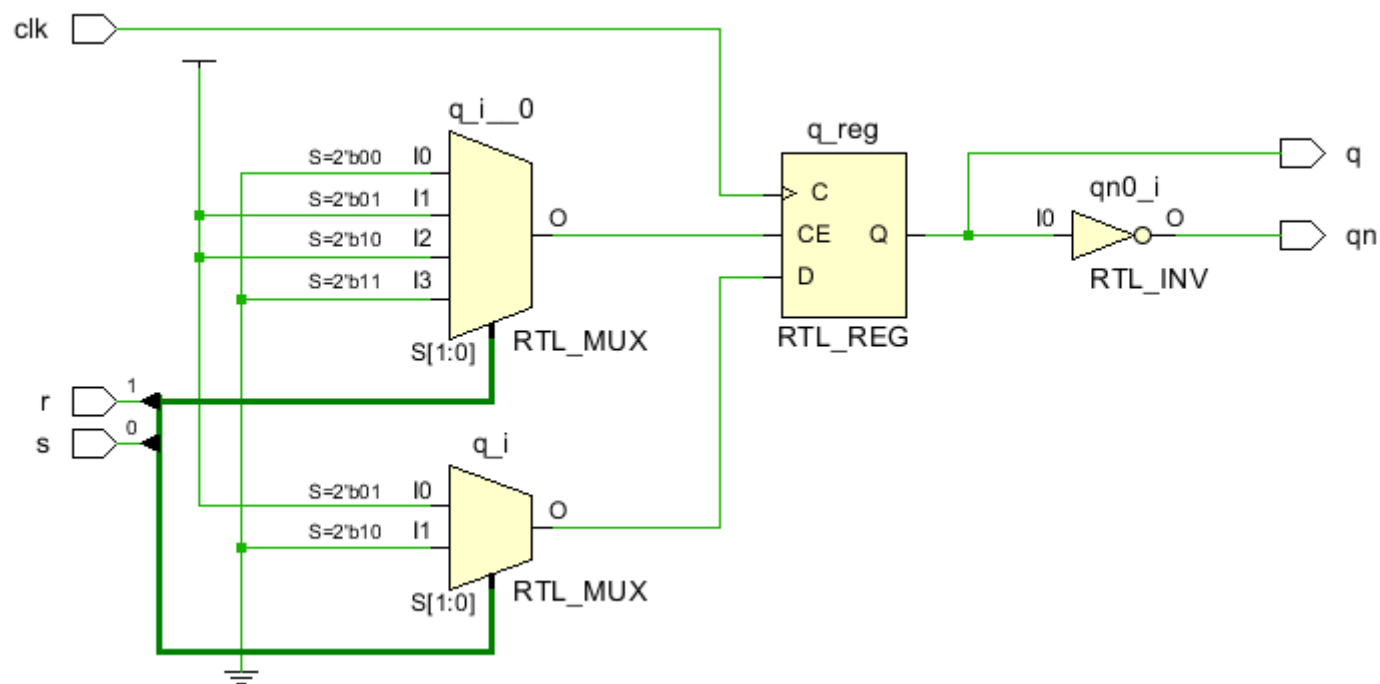 clk
q_i__0
S=2'b00 I0
S=2'b01 I1
S=2'b10 I2
S=2'b11 I3
O
S[1:0]
RTL_MUX
q_reg
C
CE Q
D
RTL_REG
q
qn0_i
I0 O
qn
RTL_INV
r 1
s 0
q_i
S=2'b01 I0
S=2'b10 I1
O
S[1:0]
RTL_MUX